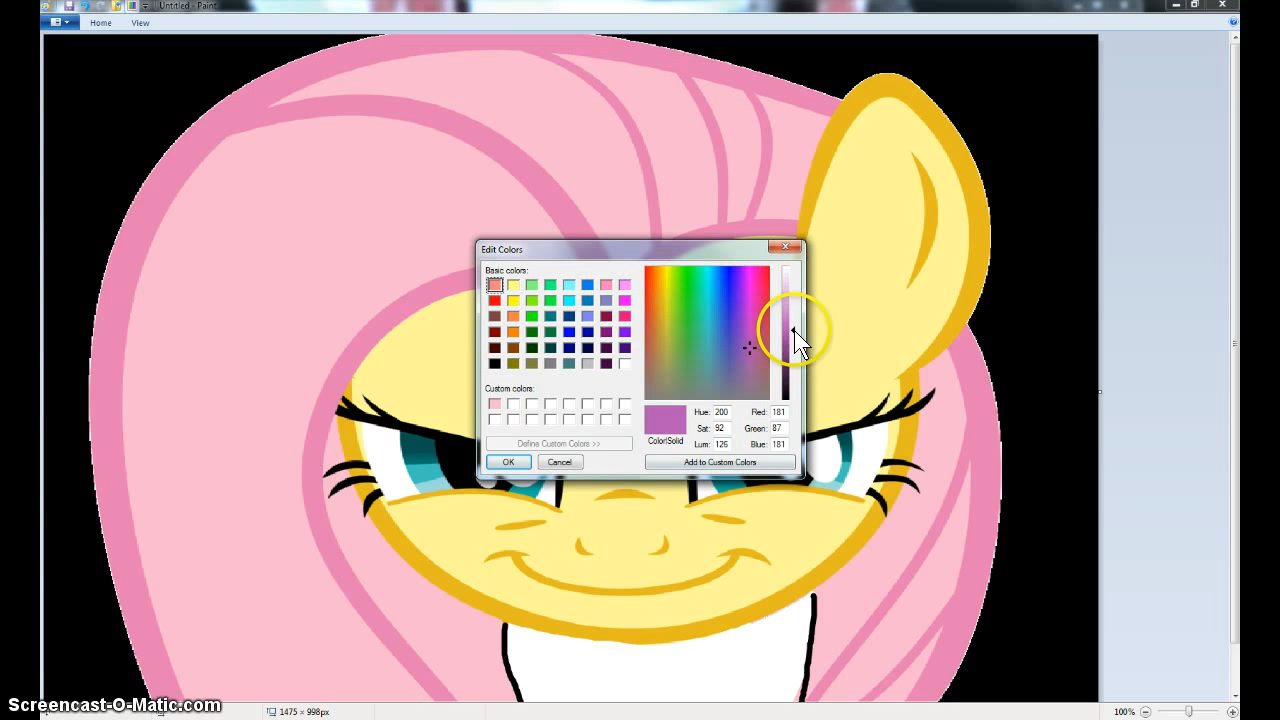 Untitled - Paint
Home View
Edit Colors
Basic colors:
Custom colors:
Define Custom Colors >>
OK Cancel
Color|Solid
Hue: 200 Red: 181
Sat: 92 Green: 87
Lum: 126 Blue: 181
Add to Custom Colors
Screencast-O-Matic.com
1475 × 998px
100%